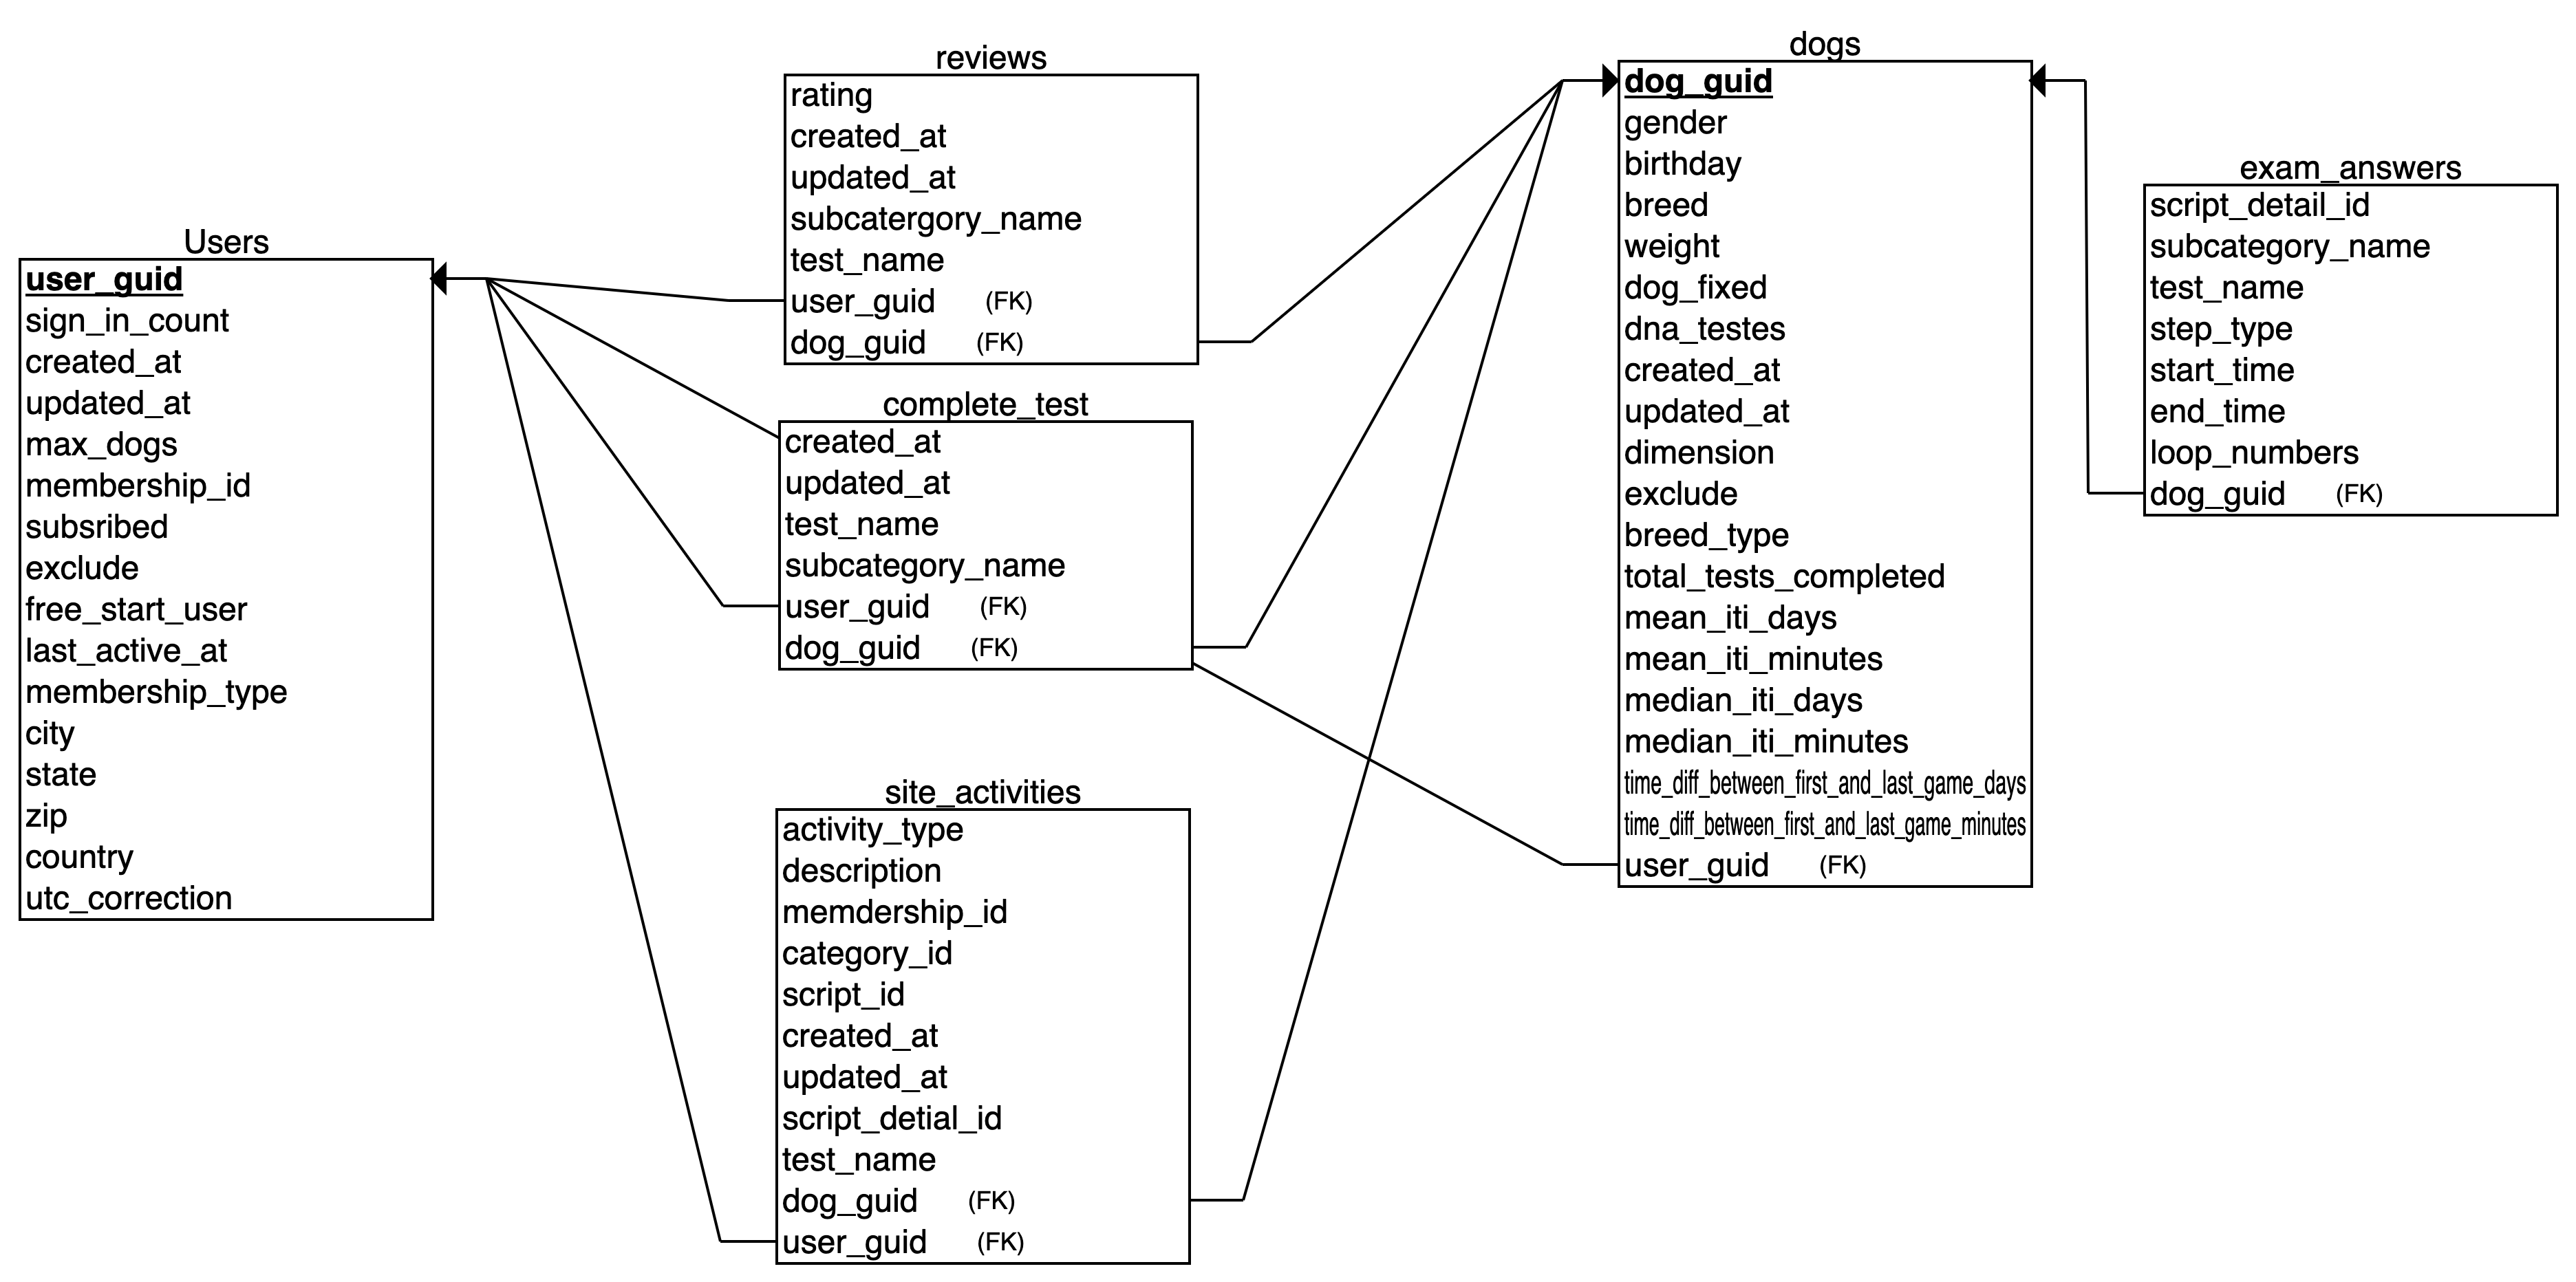 Users
user_guid
sign_in_count
created_at
updated_at
max_dogs
membership_id
subsribed
exclude
free_start_user
last_active_at
membership_type
city
state
zip
country
utc_correction
reviews
rating
created_at
updated_at
subcatergory_name
test_name
user_guid (FK)
dog_guid (FK)
complete_test
created_at
updated_at
test_name
subcategory_name
user_guid (FK)
dog_guid (FK)
site_activities
activity_type
description
memdership_id
category_id
script_id
created_at
updated_at
script_detial_id
test_name
dog_guid (FK)
user_guid (FK)
dogs
dog_guid
gender
birthday
breed
weight
dog_fixed
dna_testes
created_at
updated_at
dimension
exclude
breed_type
total_tests_completed
mean_iti_days
mean_iti_minutes
median_iti_days
median_iti_minutes
time_diff_between_first_and_last_game_days
time_diff_between_first_and_last_game_minutes
user_guid (FK)
exam_answers
script_detail_id
subcategory_name
test_name
step_type
start_time
end_time
loop_numbers
dog_guid (FK)